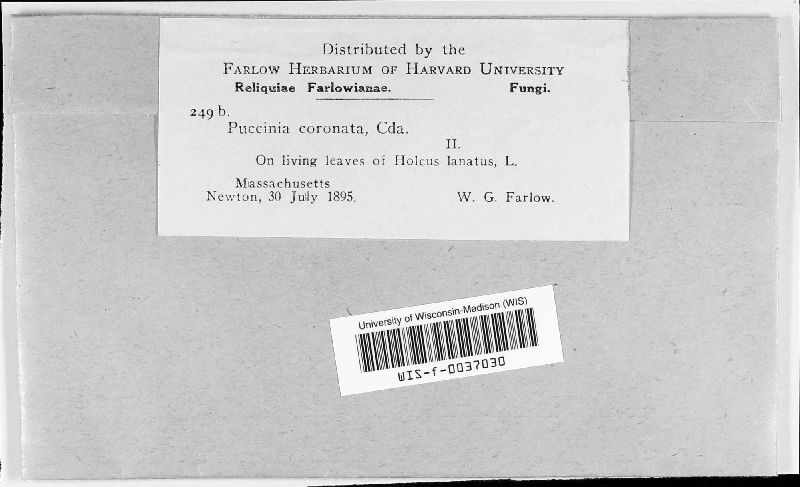 Distributed by the
Farlow Herbarium of Harvard University
Reliquiae Farlowianae. Fungi.
249 b.
Puccinia coronata, Cda.
II.
On living leaves of Holcus lanatus, L.
Massachusetts
Newton, 30 July 1895. W. G. Farlow.
University of Wisconsin-Madison (WIS)
WIS-f-0037030